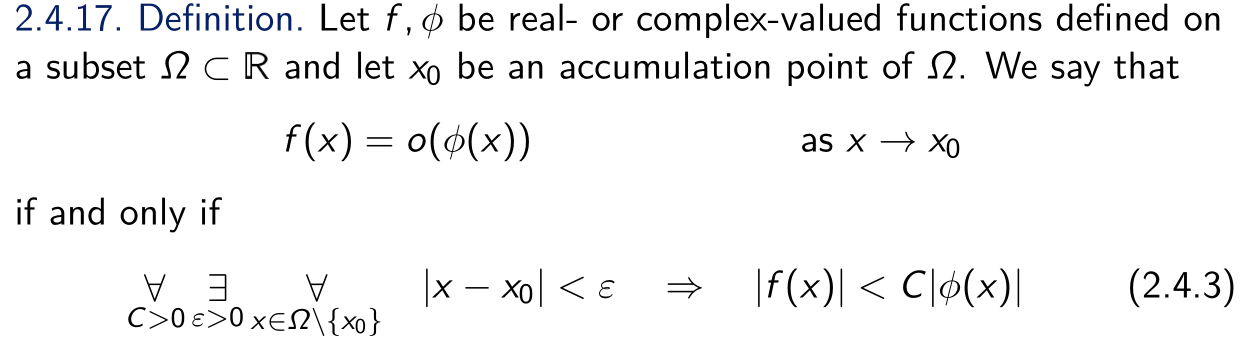 2.4.17. Definition. Let f, ϕ be real- or complex-valued functions defined on
a subset Ω ⊂ ℝ and let x₀ be an accumulation point of Ω. We say that
f(x) = o(ϕ(x)) as x → x₀
if and only if
∀ ∃ ∀ |x − x₀| < ε ⇒ |f(x)| < C|ϕ(x)| (2.4.3)
C>0 ε>0 x∈Ω\{x₀}